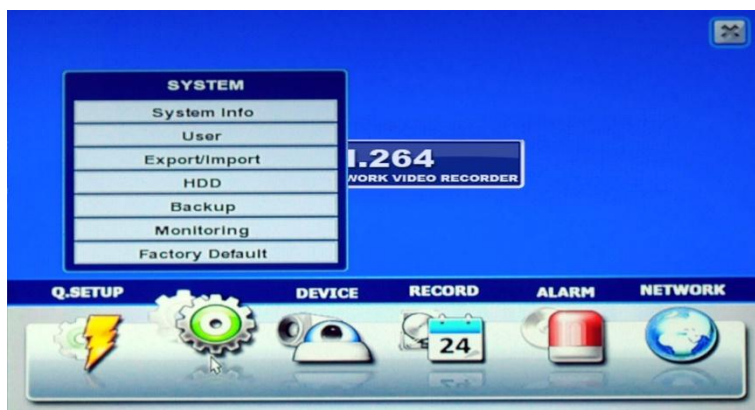 SYSTEM
System Info
User
Export/Import
HDD
Backup
Monitoring
Factory Default
.264
WORK VIDEO RECORDER
Q.SETUP
DEVICE
RECORD
ALARM
NETWORK
24